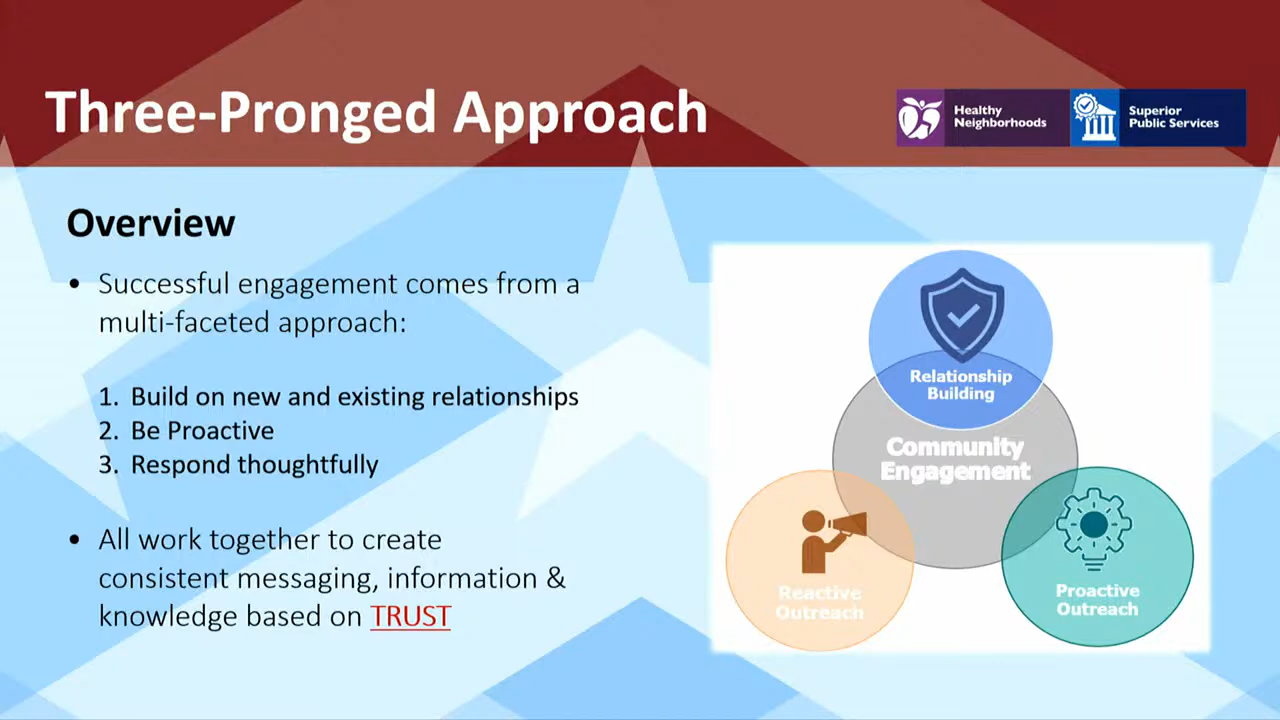 Three-Pronged Approach
Healthy
Neighborhoods
Superior
Public Services
Overview
• Successful engagement comes from a
multi-faceted approach:
1. Build on new and existing relationships
2. Be Proactive
3. Respond thoughtfully
• All work together to create
consistent messaging, information &
knowledge based on TRUST
Relationship
Building
Community
Engagement
Reactive
Outreach
Proactive
Outreach